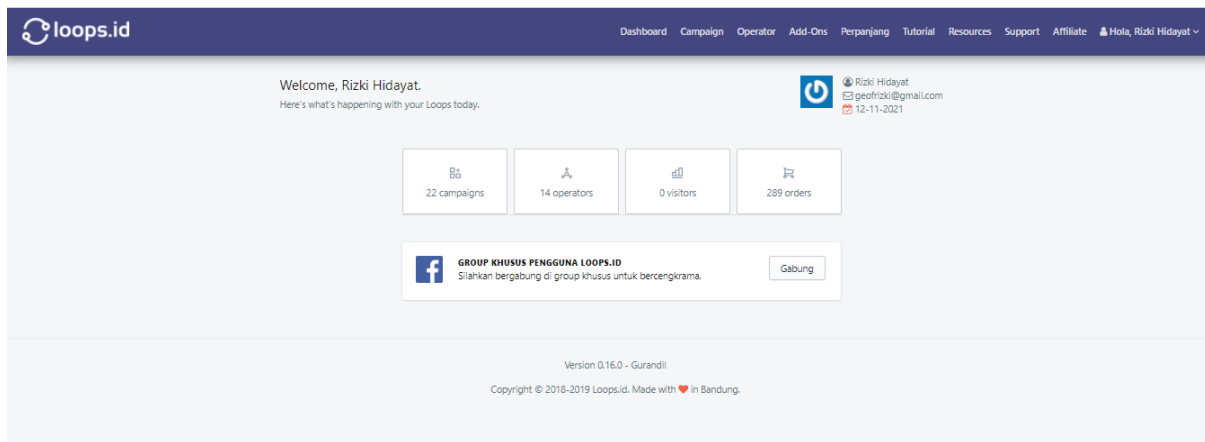 loops.id
Dashboard Campaign Operator Add-Ons Perpanjang Tutorial Resources Support Affiliate Hola, Rizki Hidayat
Welcome, Rizki Hidayat.
Here's what's happening with your Loops today.
Rizki Hidayat
geofrizki@gmail.com
12-11-2021
22 campaigns
14 operators
0 visitors
289 orders
GROUP KHUSUS PENGGUNA LOOPS.ID
Silahkan bergabung di group khusus untuk bercengkrama.
Gabung
Version 0.16.0 - Gurandil
Copyright © 2018-2019 Loops.id. Made with ❤ in Bandung.